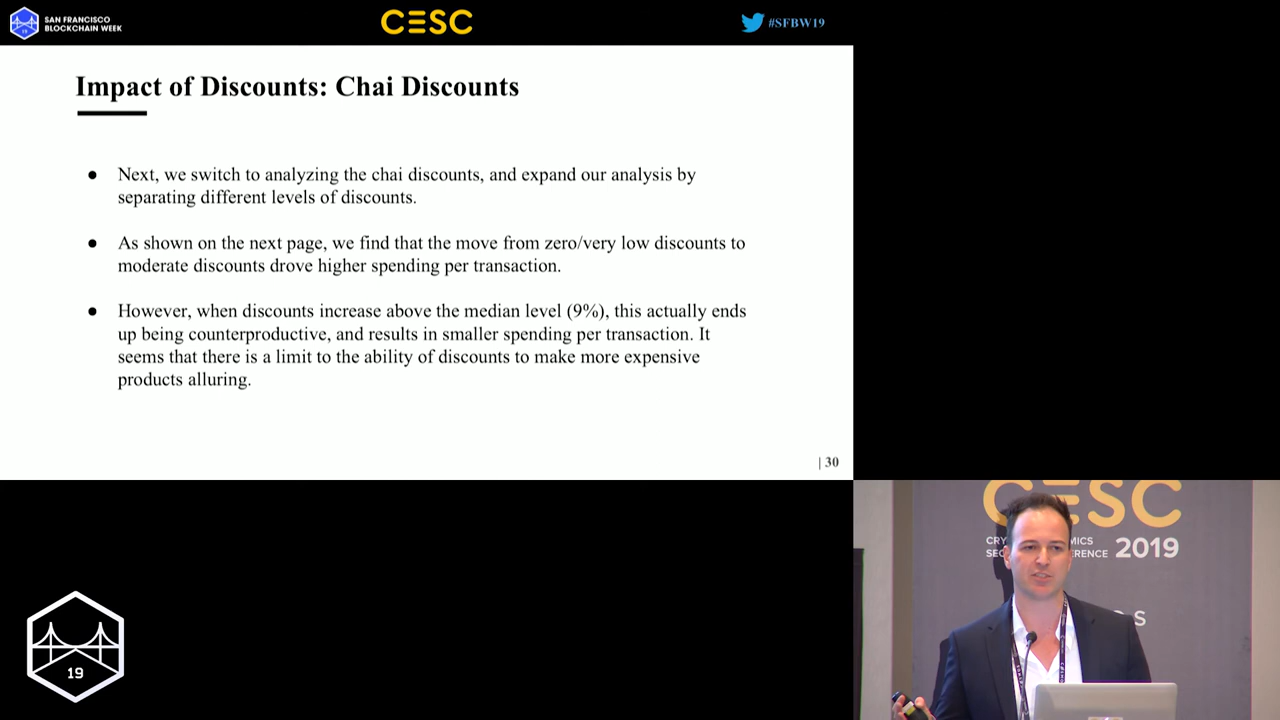 SAN FRANCISCO
BLOCKCHAIN WEEK
19
CESC
#SFBW19
Impact of Discounts: Chai Discounts
● Next, we switch to analyzing the chai discounts, and expand our analysis by
separating different levels of discounts.
● As shown on the next page, we find that the move from zero/very low discounts to
moderate discounts drove higher spending per transaction.
● However, when discounts increase above the median level (9%), this actually ends
up being counterproductive, and results in smaller spending per transaction. It
seems that there is a limit to the ability of discounts to make more expensive
products alluring.
| 30
CESC
2019
19